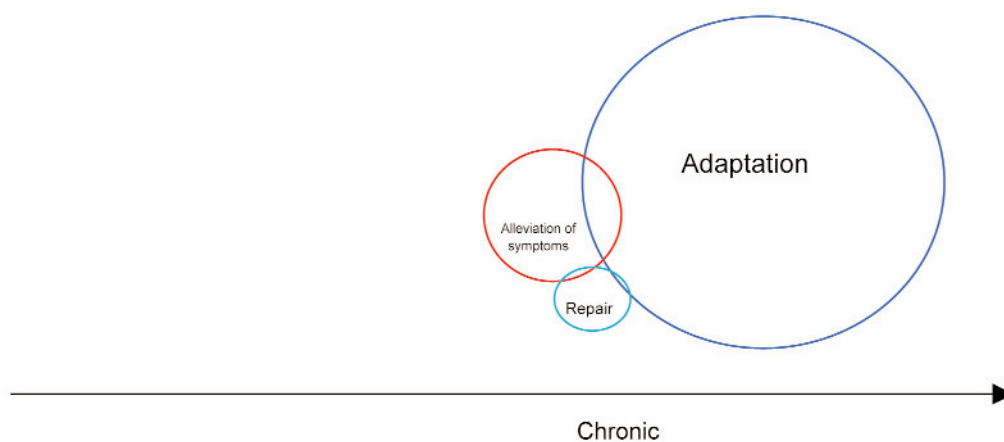 Adaptation
Alleviation of
symptoms
Repair
Chronic